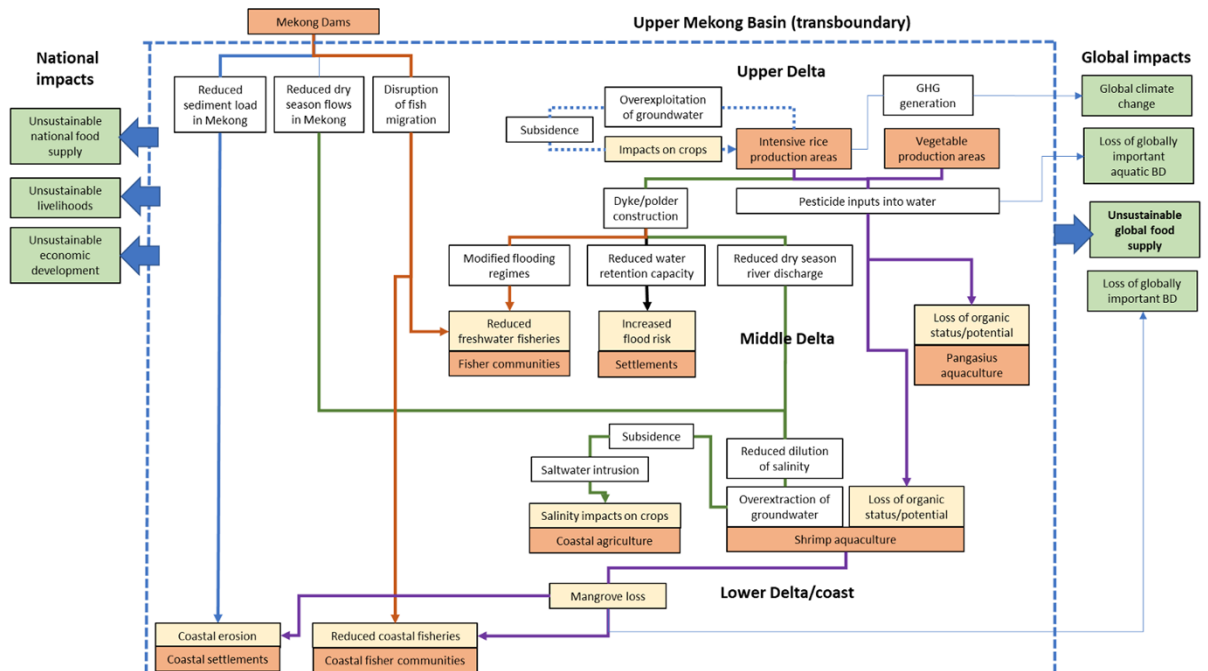 Mekong Dams
Upper Mekong Basin (transboundary)
National
impacts
Global impacts
Upper Delta
Reduced
sediment load
in Mekong
Reduced dry
season flows
in Mekong
Disruption
of fish
migration
GHG
generation
Global climate
change
Overexploitation
of groundwater
Unsustainable
national food
supply
Subsidence
Impacts on crops
Intensive rice
production areas
Vegetable
production areas
Loss of globally
important
aquatic BD
Unsustainable
livelihoods
Dyke/polder
construction
Pesticide inputs into water
Unsustainable
global food
supply
Unsustainable
economic
development
Modified flooding
regimes
Reduced water
retention capacity
Reduced dry season
river discharge
Loss of globally
important BD
Reduced
freshwater fisheries
Fisher communities
Increased
flood risk
Settlements
Middle Delta
Loss of organic
status/potential
Pangasius
aquaculture
Subsidence
Reduced dilution
of salinity
Saltwater intrusion
Overextraction of
groundwater
Loss of organic
status/potential
Salinity impacts on crops
Coastal agriculture
Shrimp aquaculture
Mangrove loss
Lower Delta/coast
Coastal erosion
Coastal settlements
Reduced coastal fisheries
Coastal fisher communities